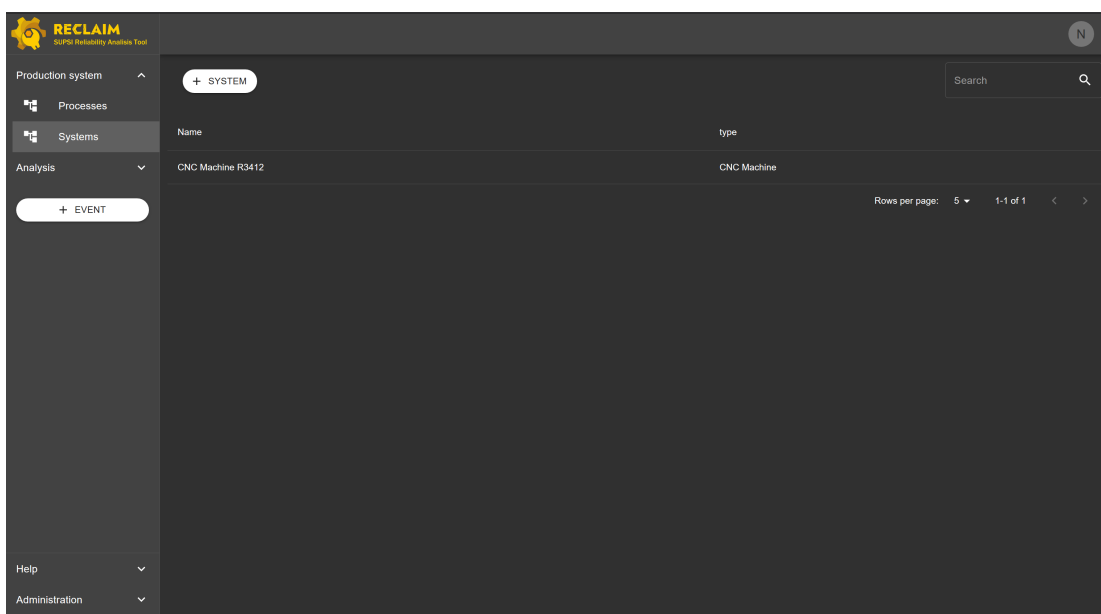 RECLAIM
SUPSI Reliability Analisis Tool
N
Production system
Processes
Systems
Analysis
+ EVENT
Help
Administration
+ SYSTEM
Search
Name type
CNC Machine R3412 CNC Machine
Rows per page: 5 1-1 of 1